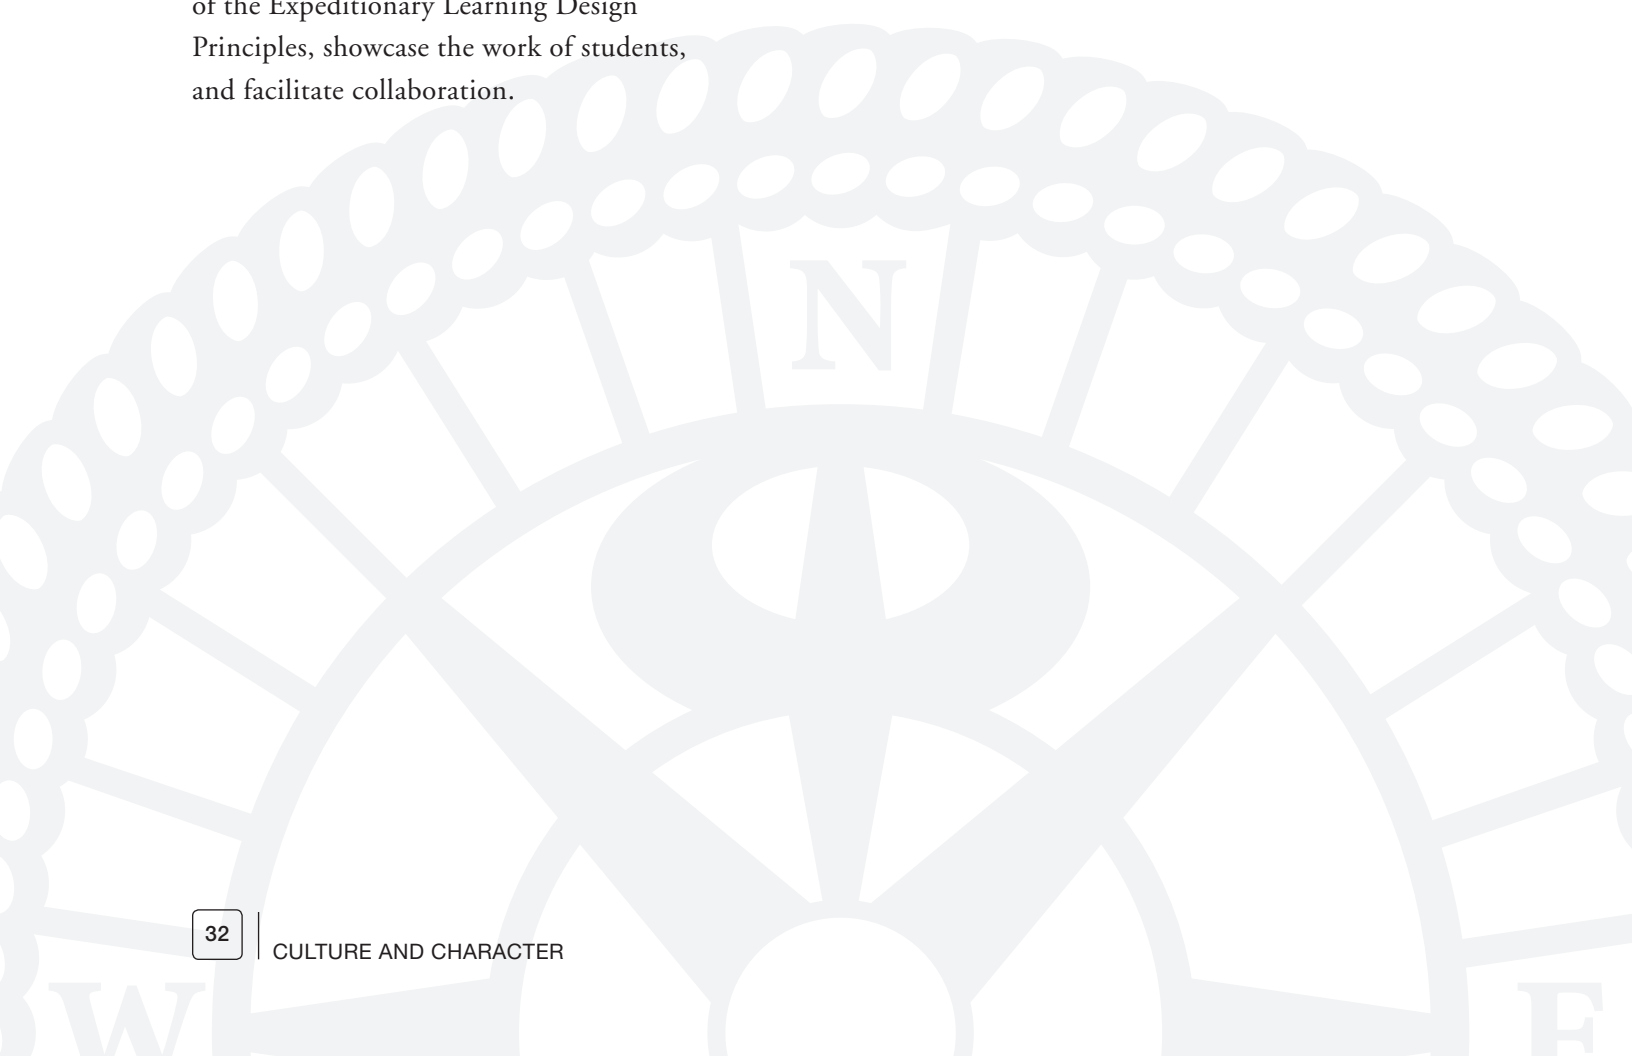 of the Expeditionary Learning Design
Principles, showcase the work of students,
and facilitate collaboration.
N
32
CULTURE AND CHARACTER
W
E